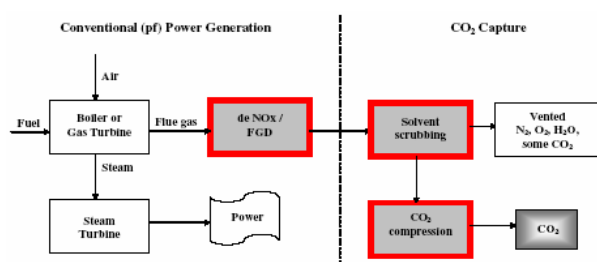 Conventional (pf) Power Generation
CO₂ Capture
Air
Fuel
Boiler or
Gas Turbine
Flue gas
de NOx /
FGD
Solvent
scrubbing
Vented
N₂, O₂, H₂O,
some CO₂
Steam
Steam
Turbine
Power
CO₂
compression
CO₂